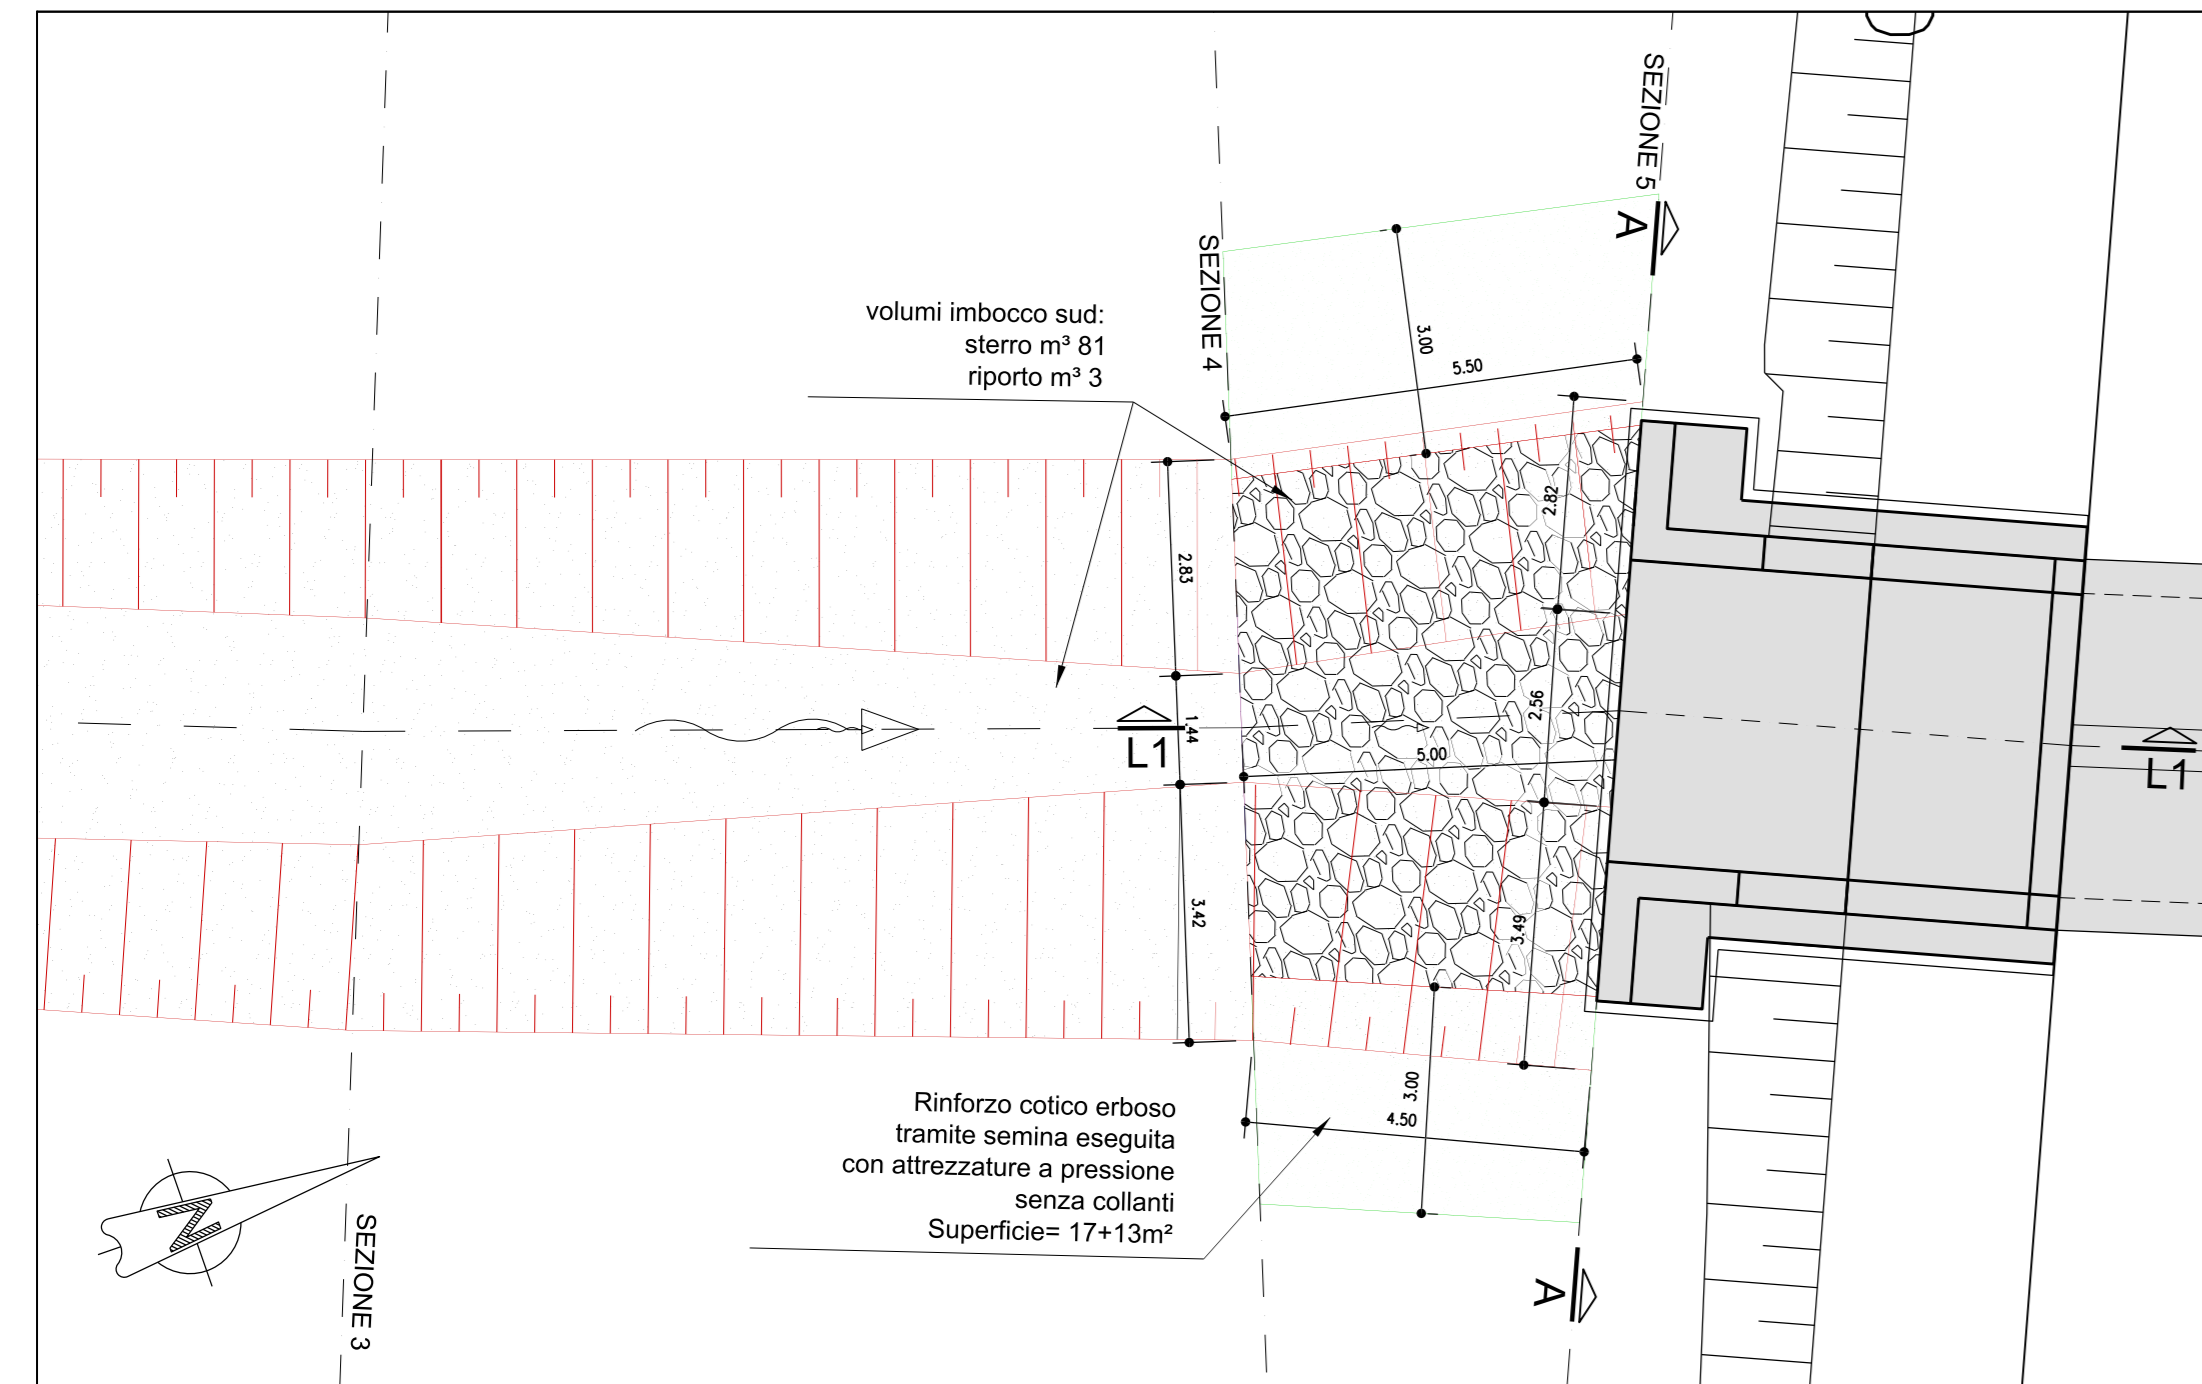 SEZIONE 5
A
SEZIONE 4
volumi imbocco sud:
sterro m³ 81
riporto m³ 3
3.00
5.50
2.82
2.83
2.56
1.44
L1
5.00
L1
3.42
3.49
Rinforzo cotico erboso
tramite semina eseguita
con attrezzature a pressione
senza collanti
Superficie= 17+13m²
3.00
4.50
N
SEZIONE 3
A